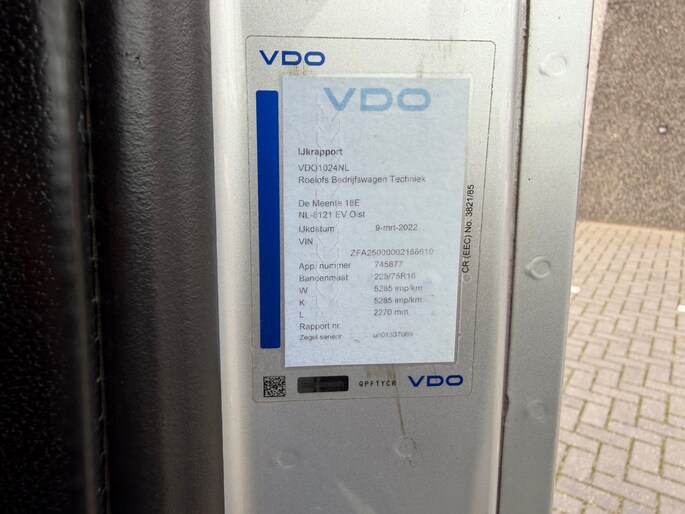 VDO
VDO
IJkrapport
VDO1024NL
Roelofs Bedrijfswagen Techniek
De Meente 18E
NL-8121 EV Olst
IJkdatum 9-mrt-2022
VIN
ZFA25000002166610
App. nummer 745877
Bandenmaat 225/75R16
W 5285 imp/km
K 5285 imp/km
L 2270 mm
Rapport nr.
Zegel sensor
CR (EEC) No. 3821/85
QPF1YCR VDO